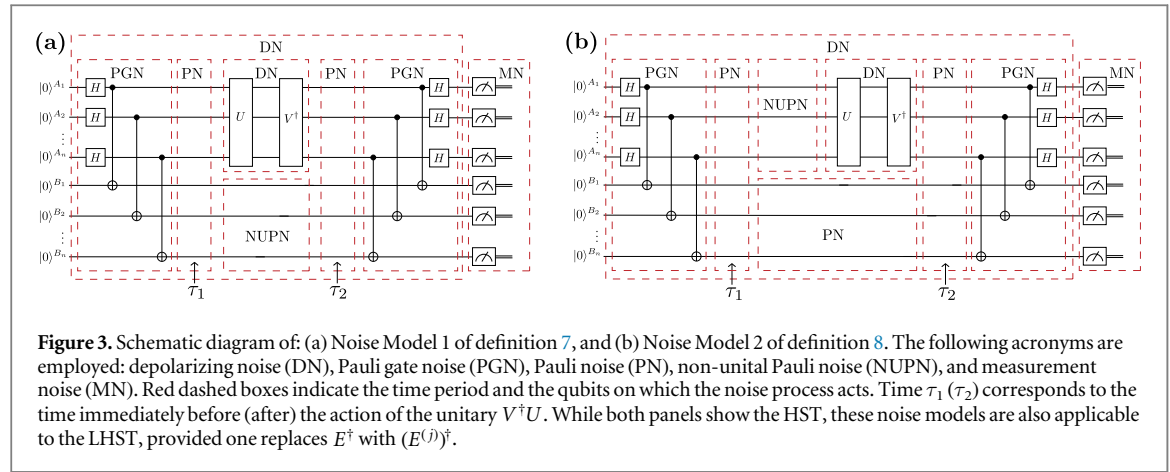 (a)
DN
PGN PN DN PN PGN MN
|0⟩^{A_1} H U V^† H
|0⟩^{A_2} H H
⋮
|0⟩^{A_n} H H
|0⟩^{B_1}
|0⟩^{B_2}
⋮
NUPN
|0⟩^{B_n}
τ_1 τ_2
(b)
DN
PGN PN DN PN PGN MN
|0⟩^{A_1} H NUPN U V^† H
|0⟩^{A_2} H H
⋮
|0⟩^{A_n} H H
|0⟩^{B_1}
|0⟩^{B_2}
⋮
PN
|0⟩^{B_n}
τ_1 τ_2
Figure 3. Schematic diagram of: (a) Noise Model 1 of definition 7, and (b) Noise Model 2 of definition 8. The following acronyms are
employed: depolarizing noise (DN), Pauli gate noise (PGN), Pauli noise (PN), non-unital Pauli noise (NUPN), and measurement
noise (MN). Red dashed boxes indicate the time period and the qubits on which the noise process acts. Time τ_1 (τ_2) corresponds to the
time immediately before (after) the action of the unitary V^†U. While both panels show the HST, these noise models are also applicable
to the LHST, provided one replaces E^† with (E^{(j)})^†.